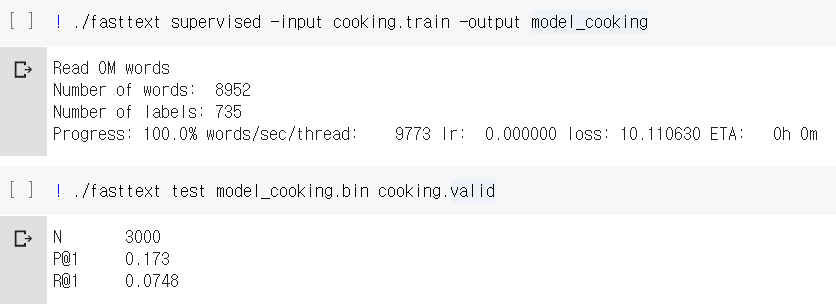 [ ] ! ./fasttext supervised -input cooking.train -output model_cooking
Read 0M words
Number of words: 8952
Number of labels: 735
Progress: 100.0% words/sec/thread: 9773 lr: 0.000000 loss: 10.110630 ETA: 0h 0m
[ ] ! ./fasttext test model_cooking.bin cooking.valid
N 3000
P@1 0.173
R@1 0.0748